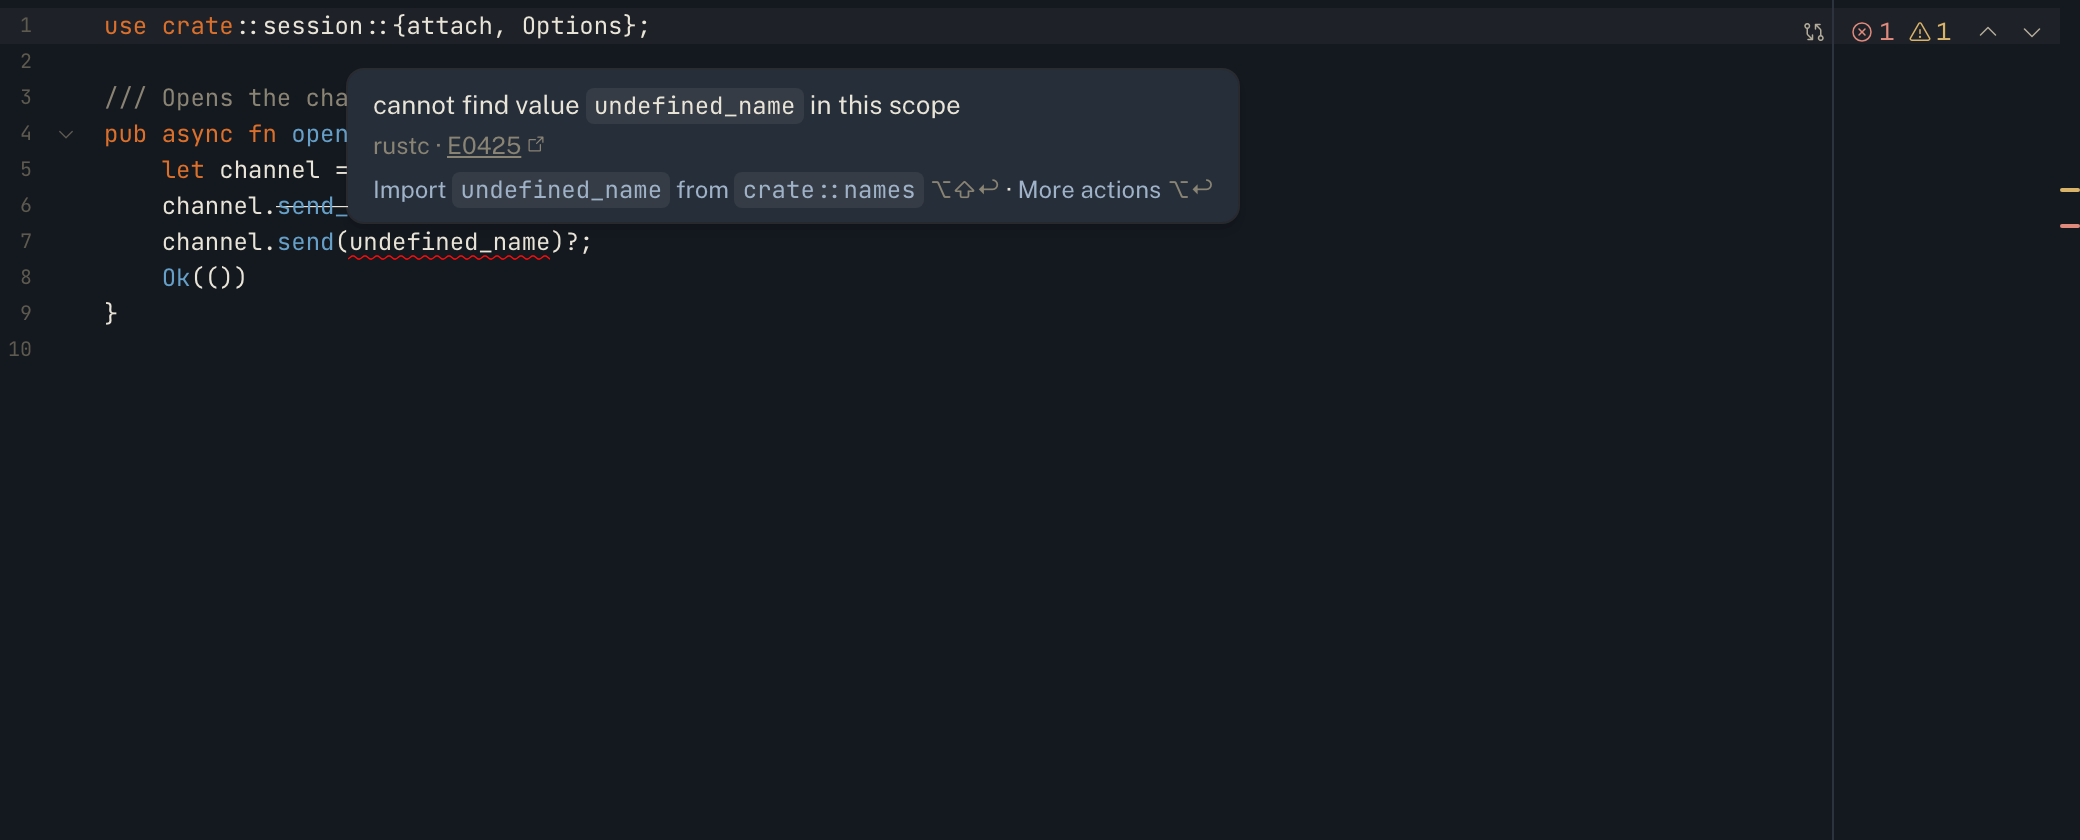 1 use crate::session::{attach, Options};
1 1
2
3 /// Opens the cha
4 pub async fn open
5 let channel =
6 channel.send_
cannot find value undefined_name in this scope
rustc · E0425
Import undefined_name from crate::names ⌥⇧↩ · More actions ⌥↩
7 channel.send(undefined_name)?;
8 Ok(())
9 }
10